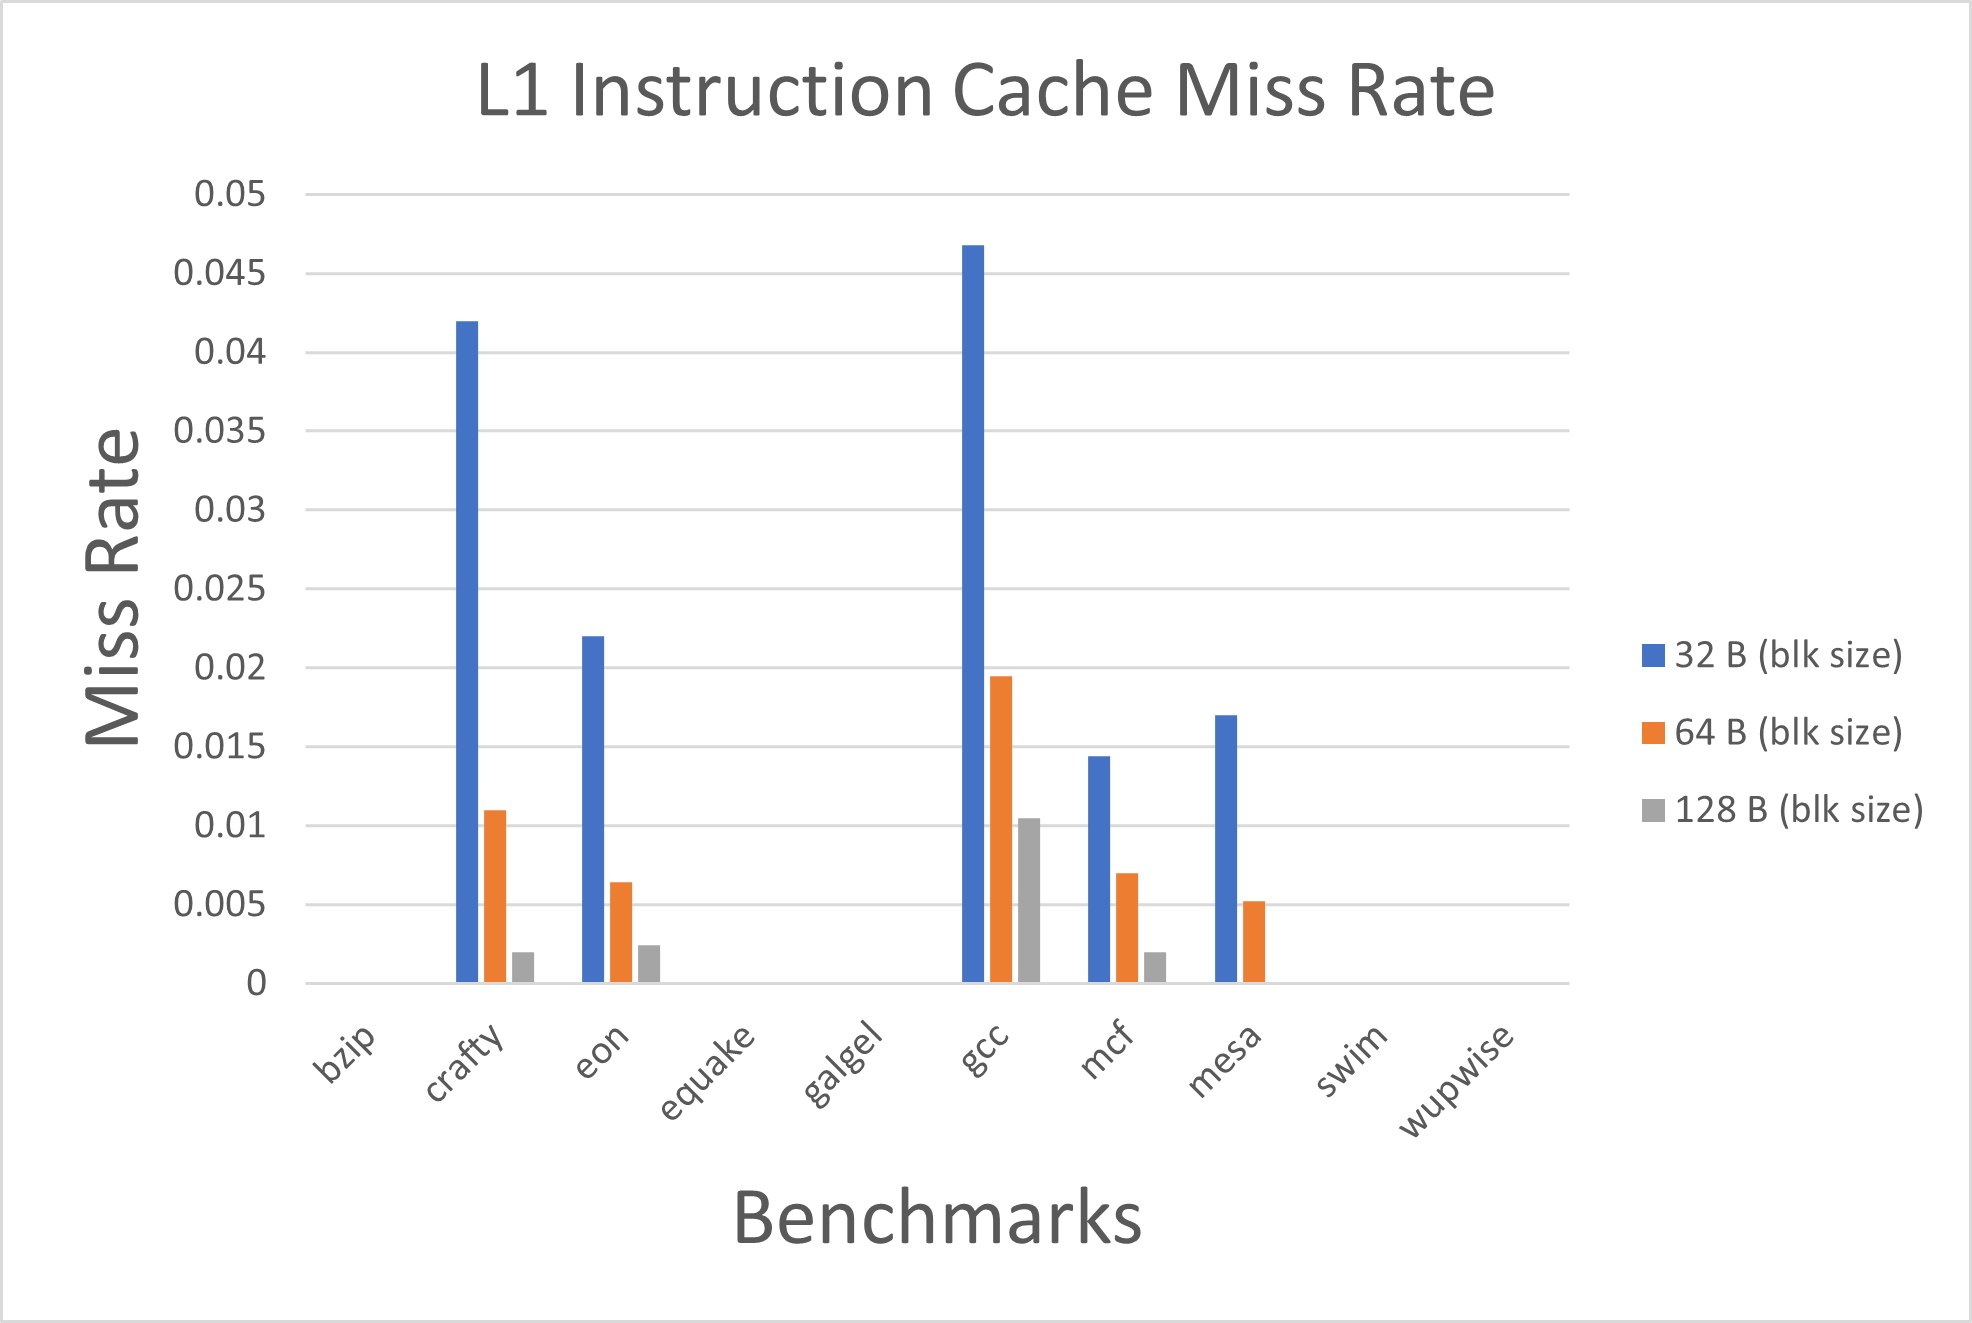 L1 Instruction Cache Miss Rate
0.05
0.045
0.04
0.035
0.03
0.025
0.02
0.015
0.01
0.005
0
Miss Rate
bzip
crafty
eon
equake
galgel
gcc
mcf
mesa
swim
wupwise
Benchmarks
32 B (blk size)
64 B (blk size)
128 B (blk size)